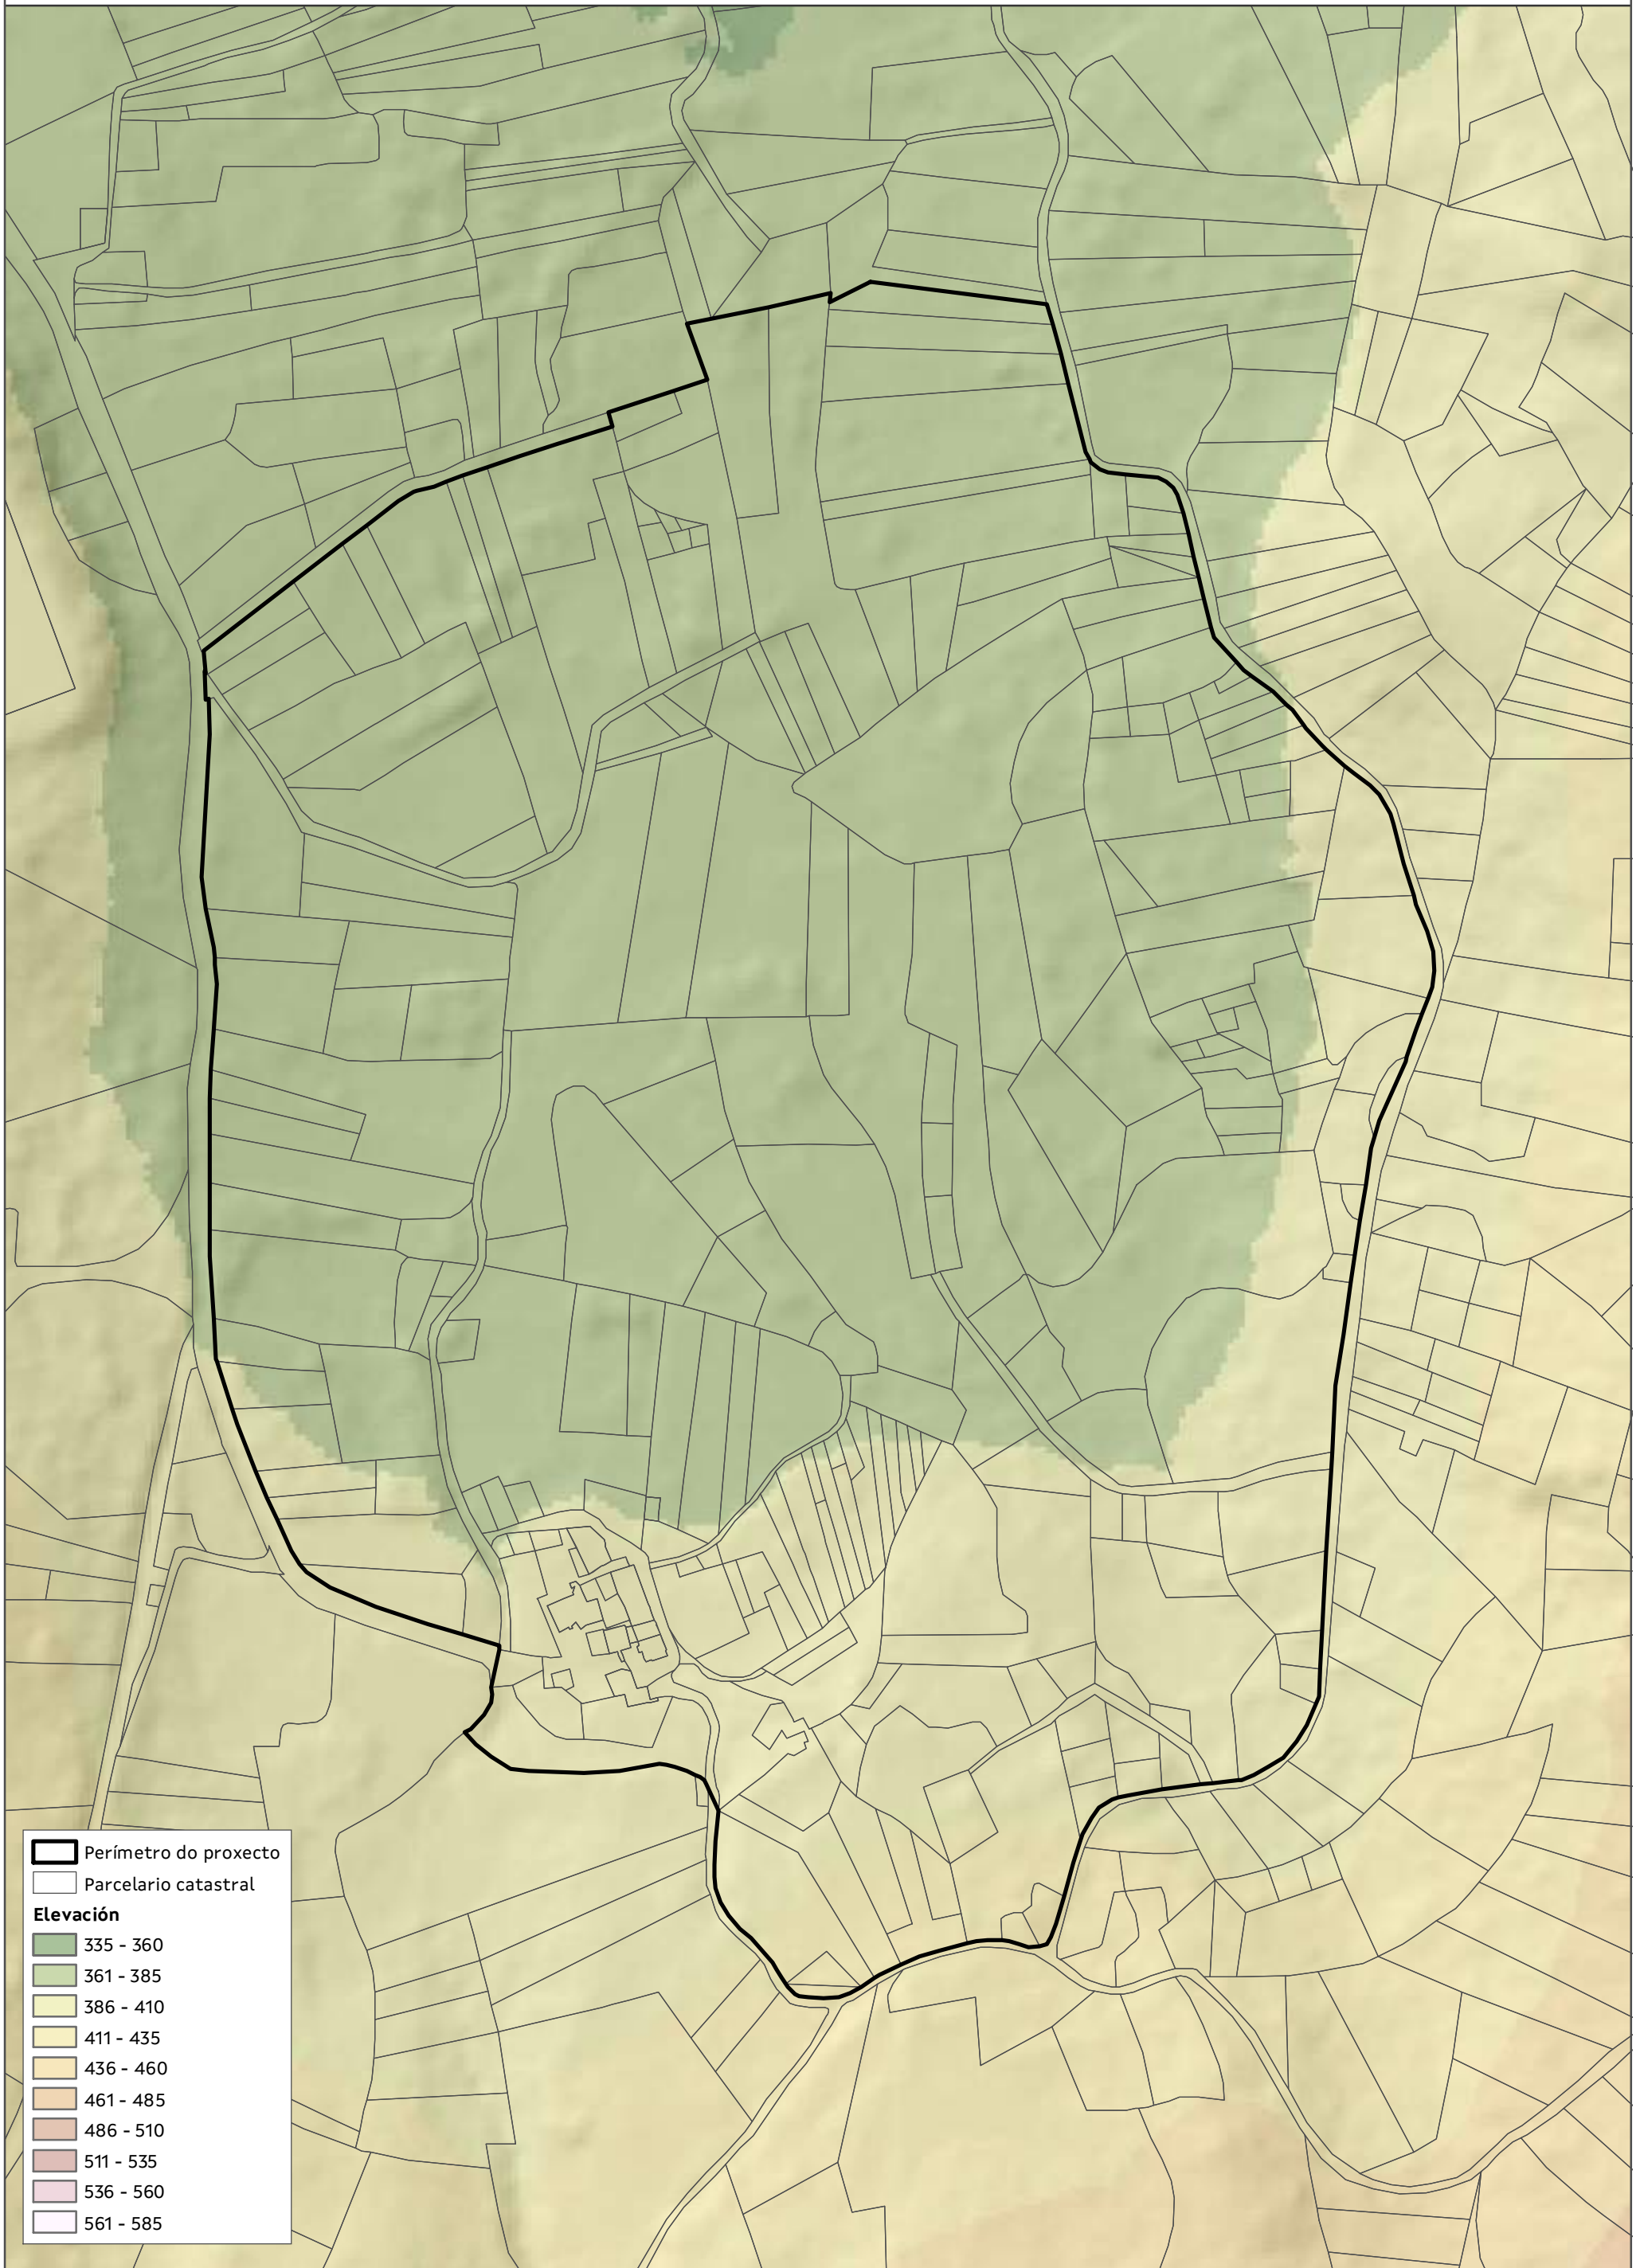 Perímetro do proxecto
Parcelario catastral
Elevación
335 - 360
361 - 385
386 - 410
411 - 435
436 - 460
461 - 485
486 - 510
511 - 535
536 - 560
561 - 585